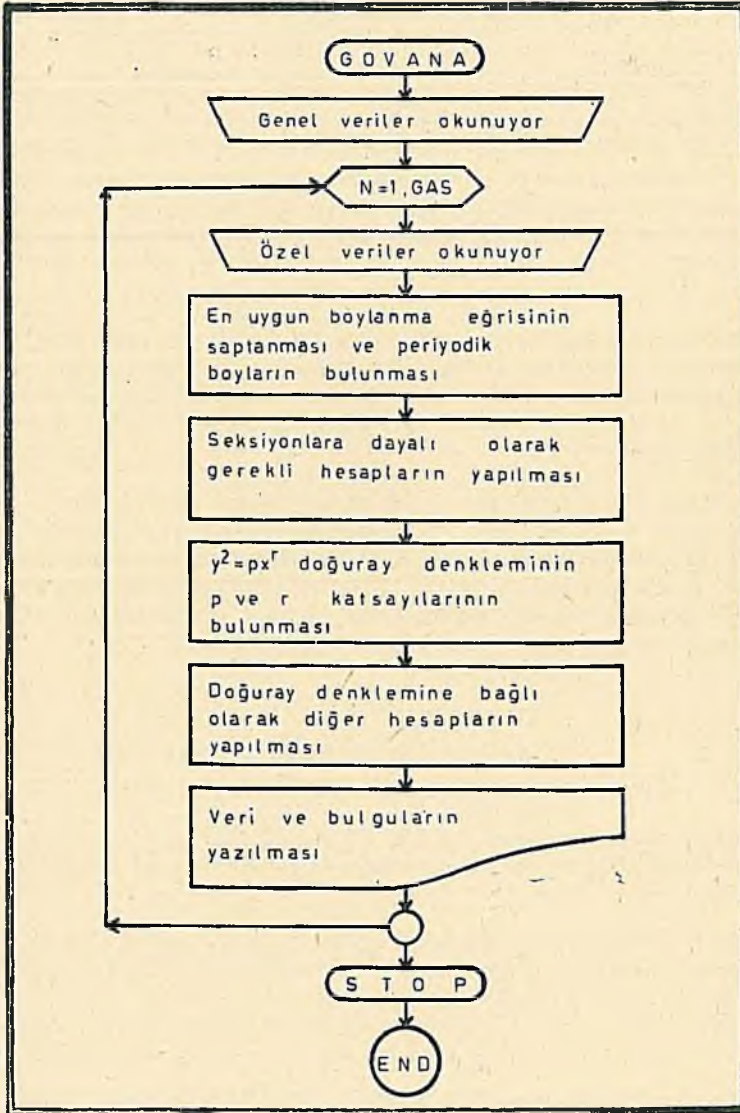 GOVANA
Genel veriler okunuyor
N=1,GAS
Özel veriler okunuyor
En uygun boylanma eğrisinin
saptanması ve periyodik
boyların bulunması
Seksiyonlara dayalı olarak
gerekli hesapların yapılması
y²=pxʳ doğuray denkleminin
p ve r katsayılarının
bulunması
Doğuray denklemine bağlı
olarak diğer hesapların
yapılması
Veri ve bulguların
yazılması
STOP
END